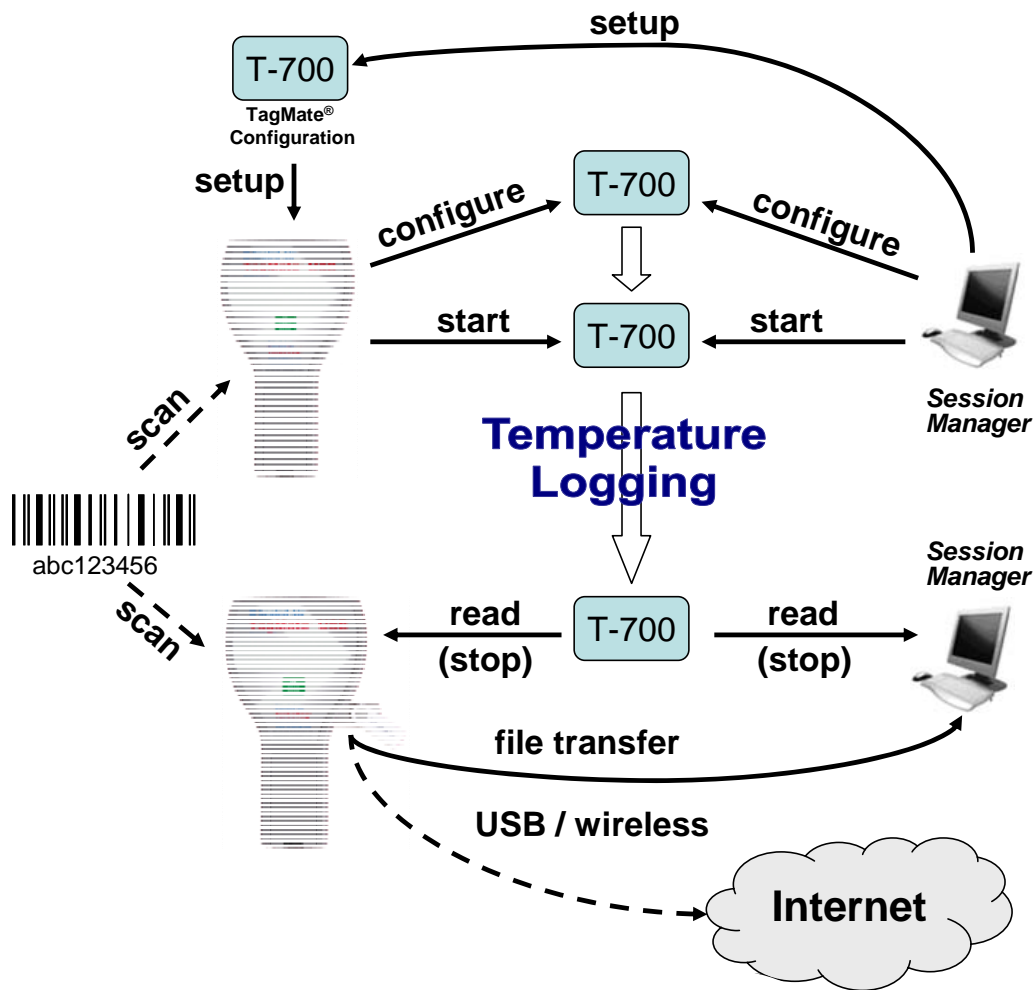 setup
T-700
TagMate®
Configuration
setup
configure
T-700
configure
start
T-700
start
scan
Session
Manager
Temperature
Logging
abc123456
scan
Session
Manager
read
(stop)
T-700
read
(stop)
file transfer
USB / wireless
Internet